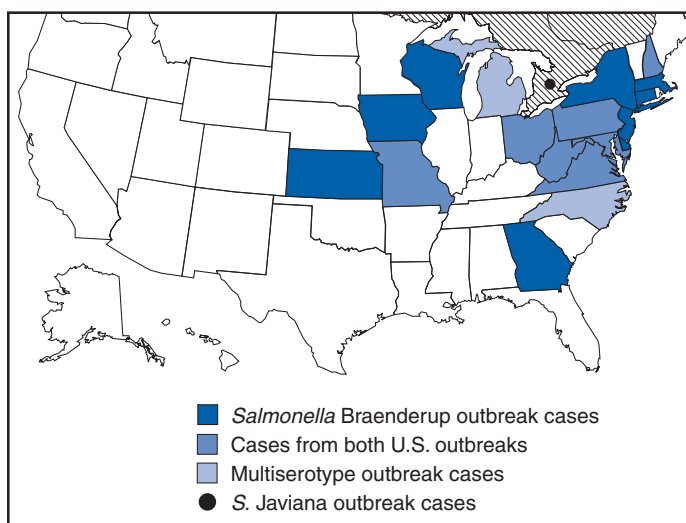 Salmonella Braenderup outbreak cases
Cases from both U.S. outbreaks
Multiserotype outbreak cases
S. Javiana outbreak cases